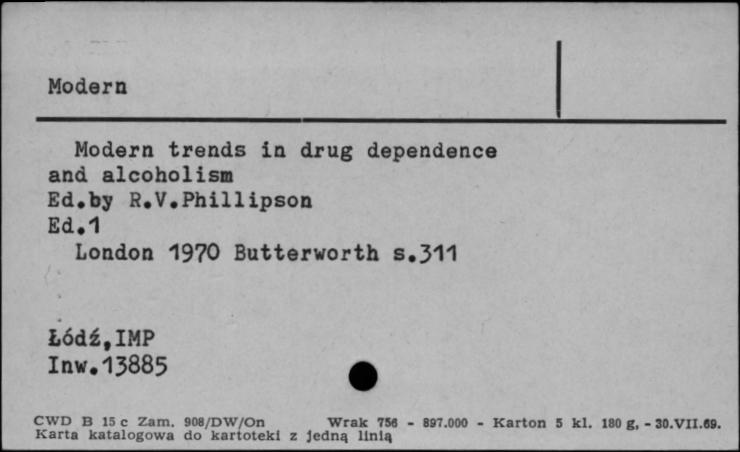 Modern
Modern trends in drug dependence
and alcoholism
Ed.by R.V.Phillipson
Ed.1
London 1970 Butterworth s.311
Łódź,IMP
Inw.13885
CWD B 15 c Zam. 908/DW/On Wrak 756 - 897.000 - Karton 5 kl. 180 g, - 30.VII.69.
Karta katalogowa do kartoteki z jedną linią